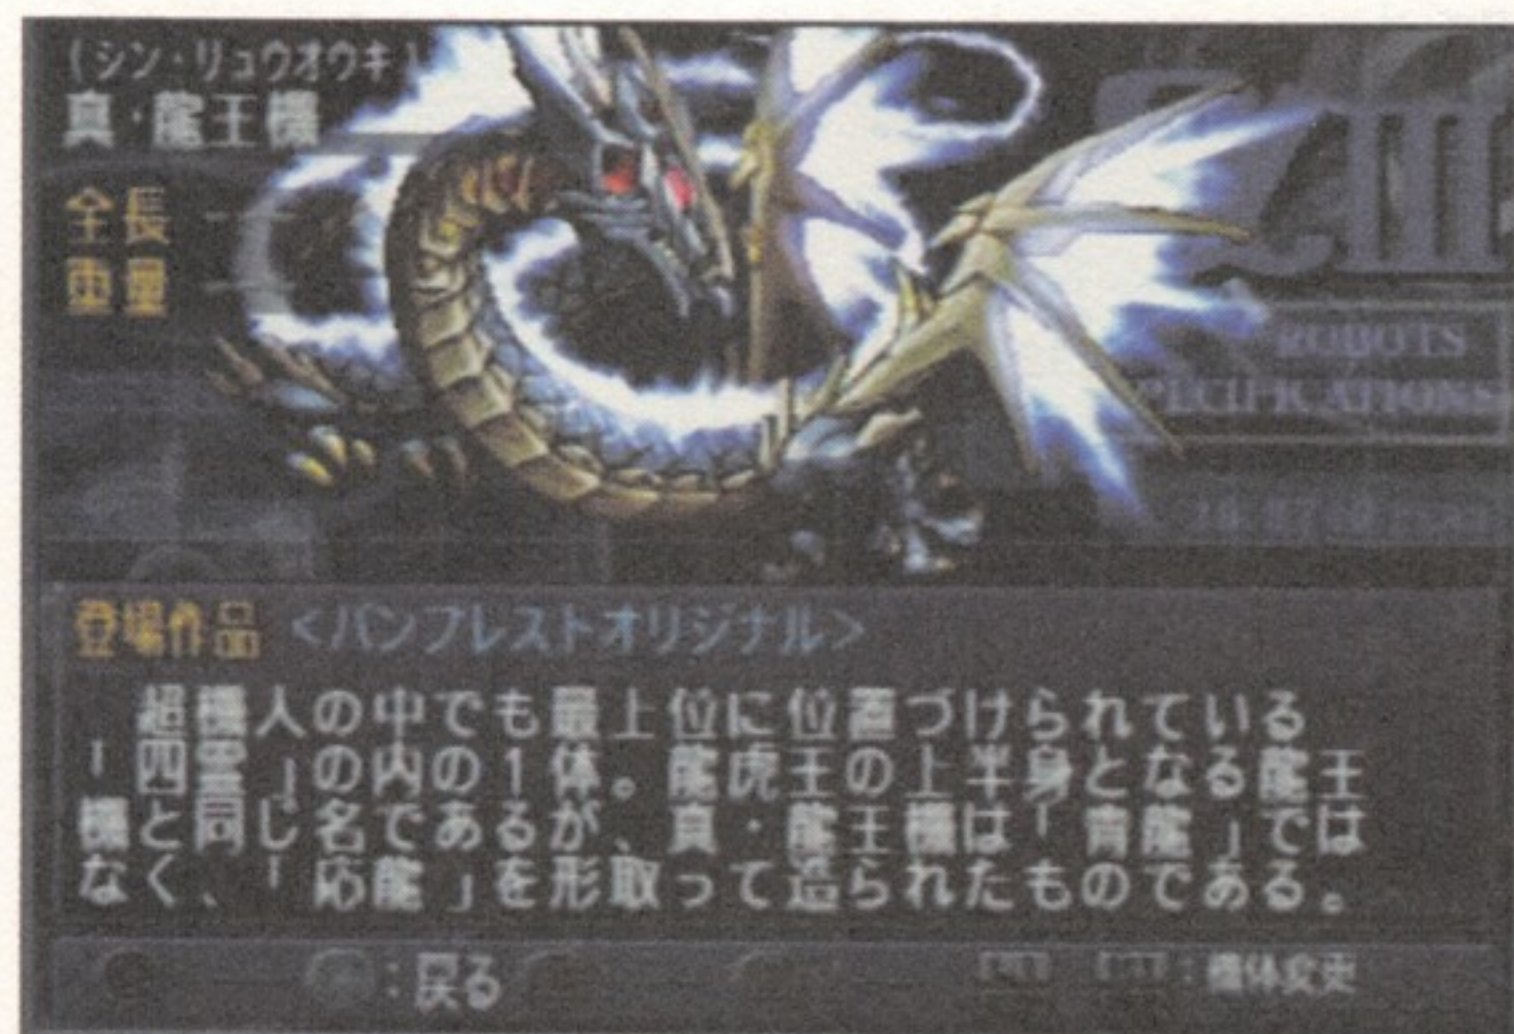 (シン・リュウオウキ)
真・龍王機
全長 --
重量 --
ROBOTS
SPECIFICATIONS
登場作品 <バンプレストオリジナル>
超機人の中でも最上位に位置づけられている
「四霊」の内の1体。龍虎王の上半身となる龍王
機と同じ名であるが、真・龍王機は「青龍」では
なく、「応龍」を形取って造られたものである。
:戻る
:機体変更